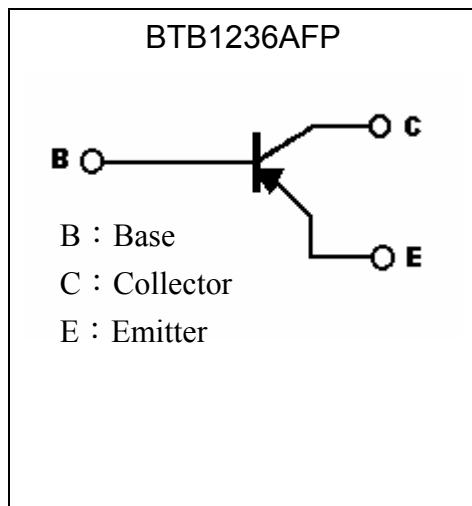 BTB1236AFP
C
B
E
B：Base
C：Collector
E：Emitter